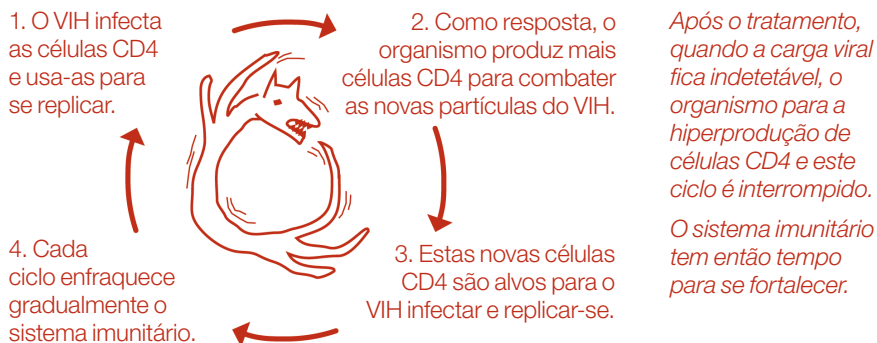 1. O VIH infecta
as células CD4
e usa-as para
se replicar.
2. Como resposta, o
organismo produz mais
células CD4 para combater
as novas partículas do VIH.
3. Estas novas células
CD4 são alvos para o
VIH infectar e replicar-se.
4. Cada
ciclo enfraquece
gradualmente o
sistema imunitário.
Após o tratamento,
quando a carga viral
fica indetetável, o
organismo para a
hiperprodução de
células CD4 e este
ciclo é interrompido.
O sistema imunitário
tem então tempo
para se fortalecer.